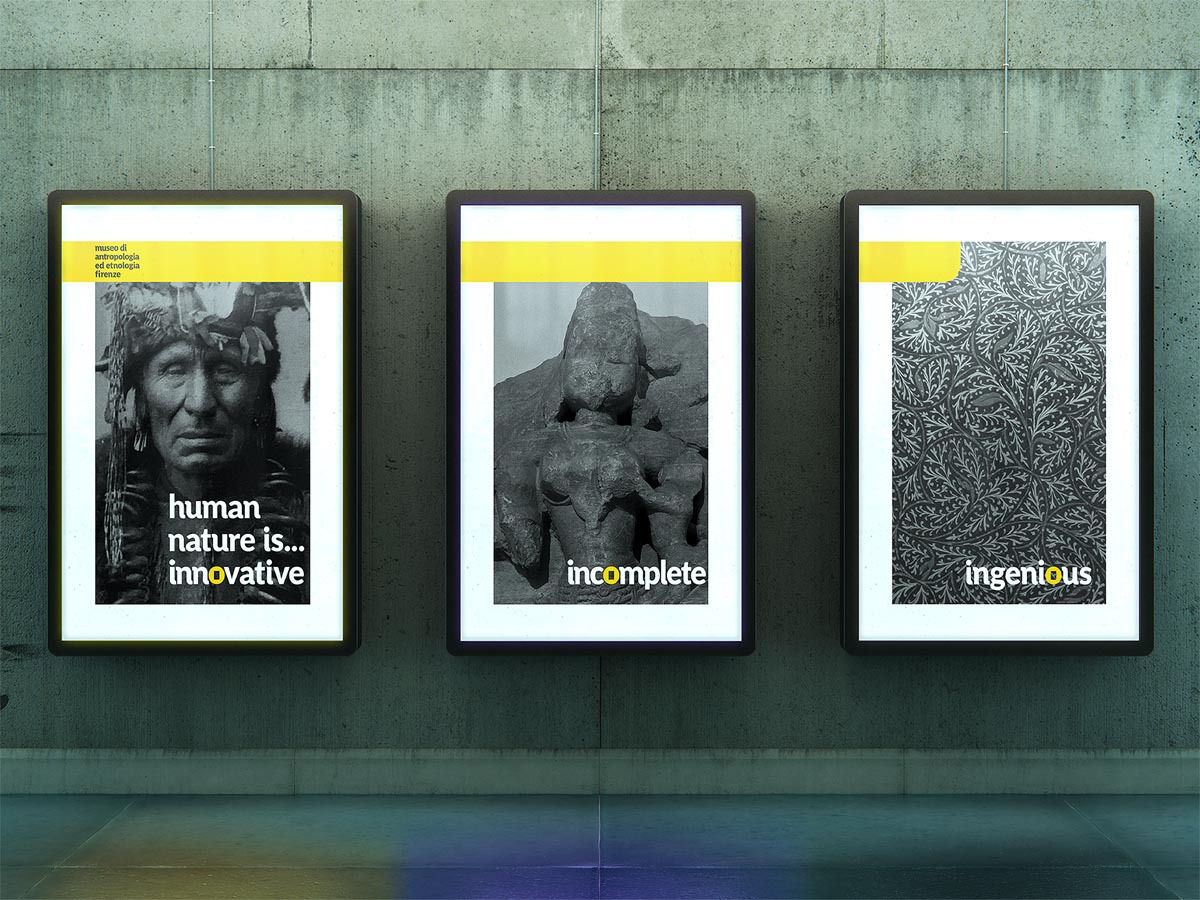 museo di
antropologia
ed etnologia
firenze
human
nature is...
innovative
incomplete
ingenious